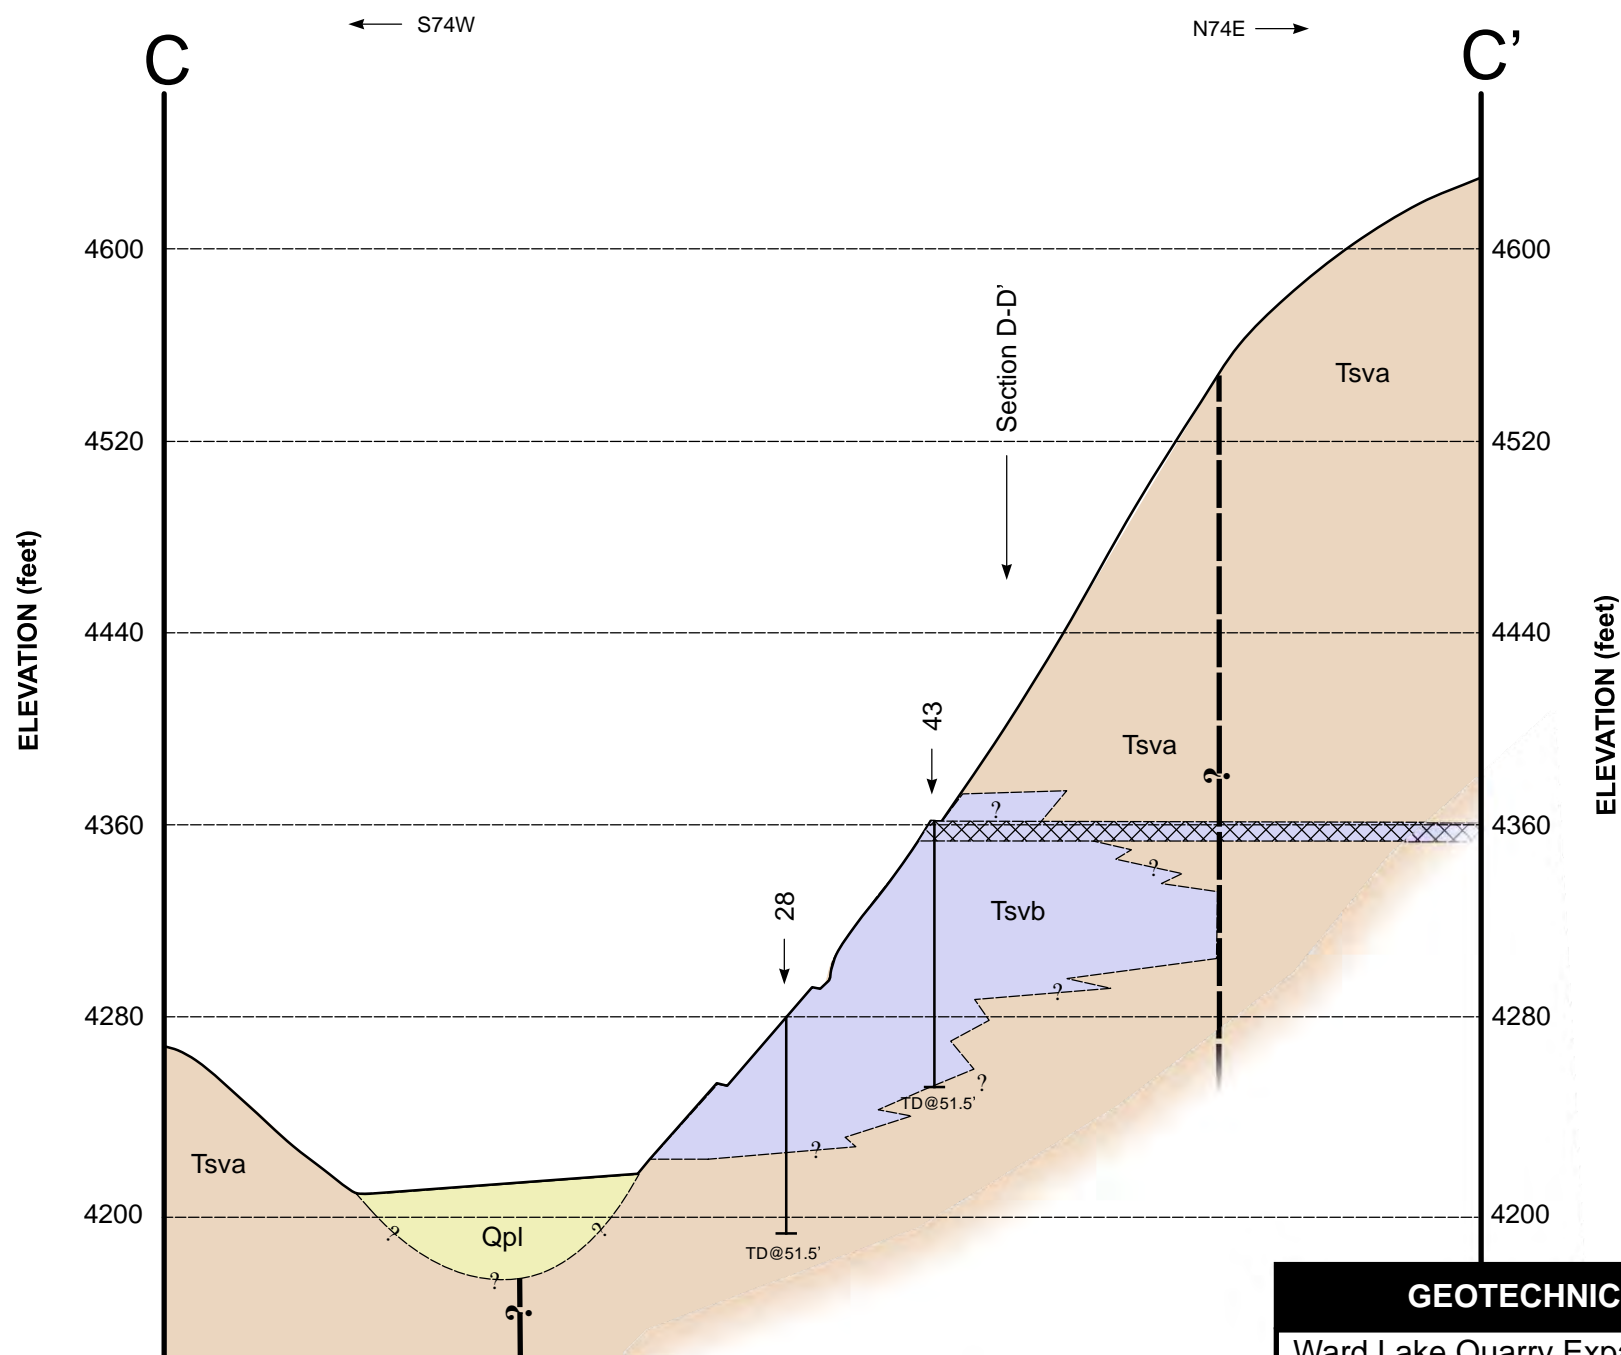 S74W
N74E
C
C’
4600
4600
Section D-D’
Tsva
4520
4520
ELEVATION (feet)
ELEVATION (feet)
4440
4440
43
Tsva
?
?
4360
4360
?
28
Tsvb
?
4280
4280
?
TD@51.5’
?
Tsva
4200
4200
?
Qpl
?
TD@51.5’
?
?
GEOTECHNIC
Ward Lake Quarry Exp